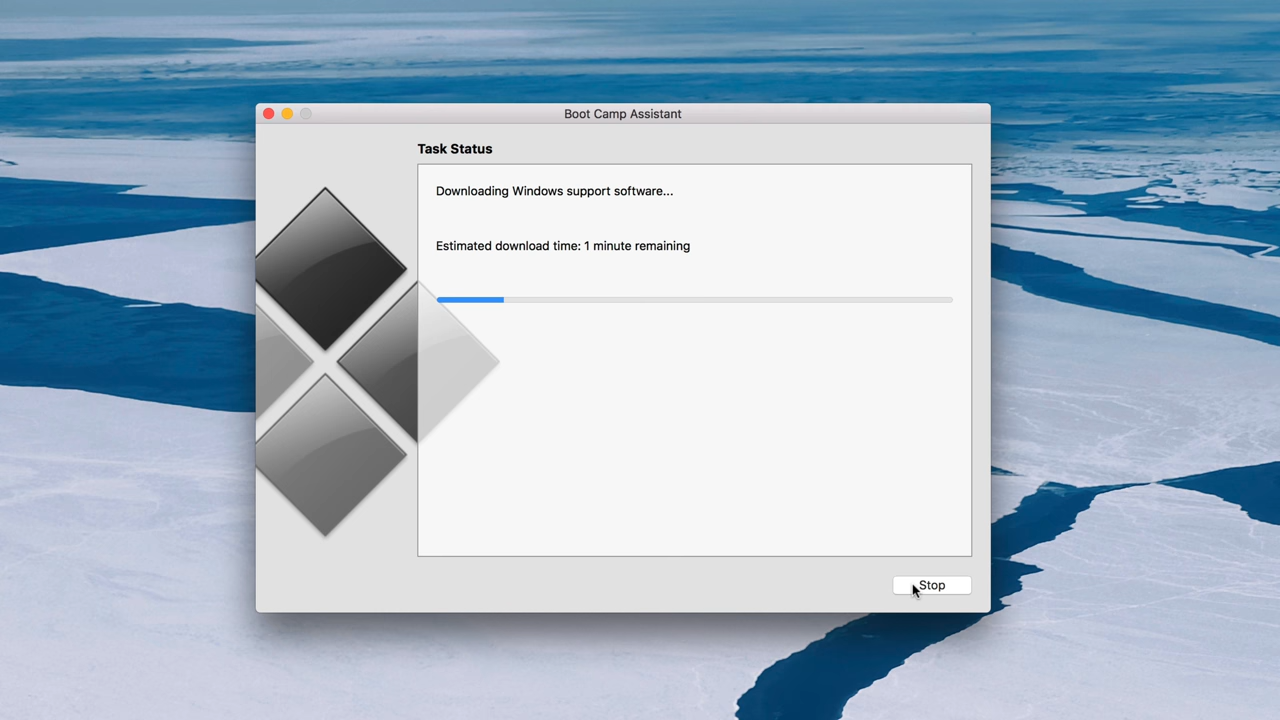 Boot Camp Assistant
Task Status
Downloading Windows support software...
Estimated download time: 1 minute remaining
Stop